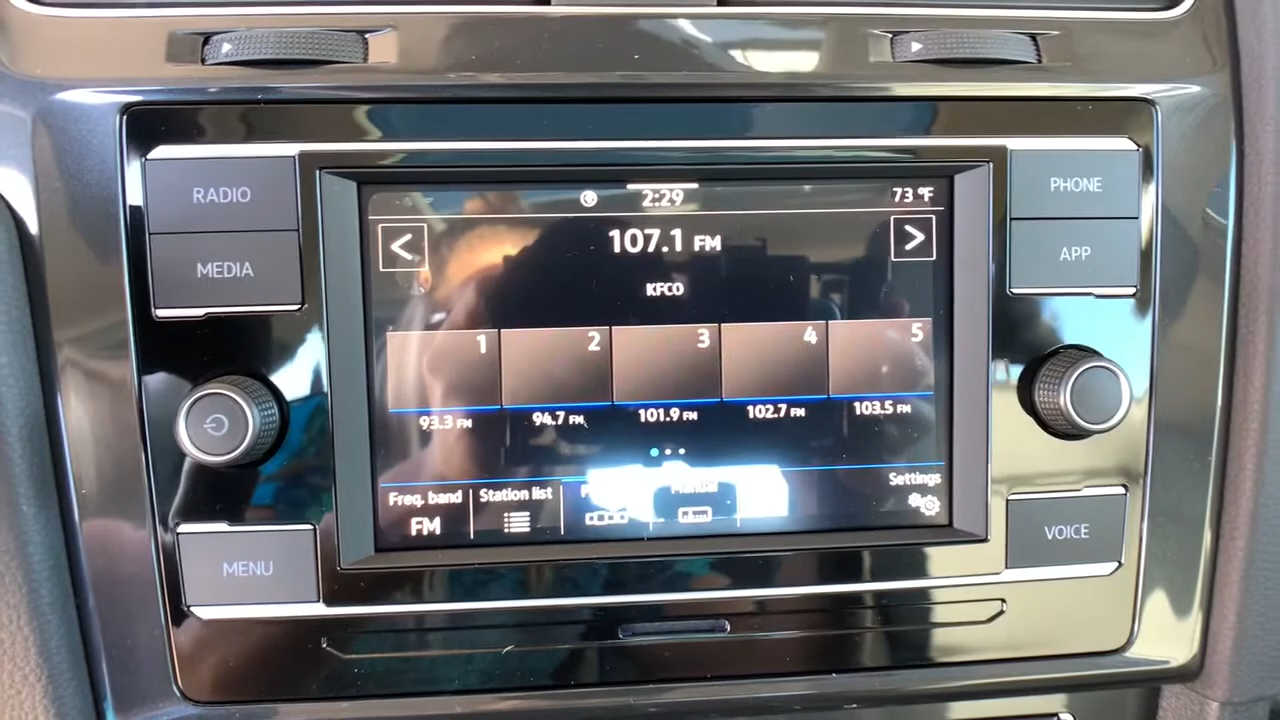 RADIO
MEDIA
MENU
2:29
73 °F
107.1 FM
KFCO
1 2 3 4 5
93.3 FM 94.7 FM 101.9 FM 102.7 FM 103.5 FM
Freq. band
FM
Station list
Manual
Settings
PHONE
APP
VOICE